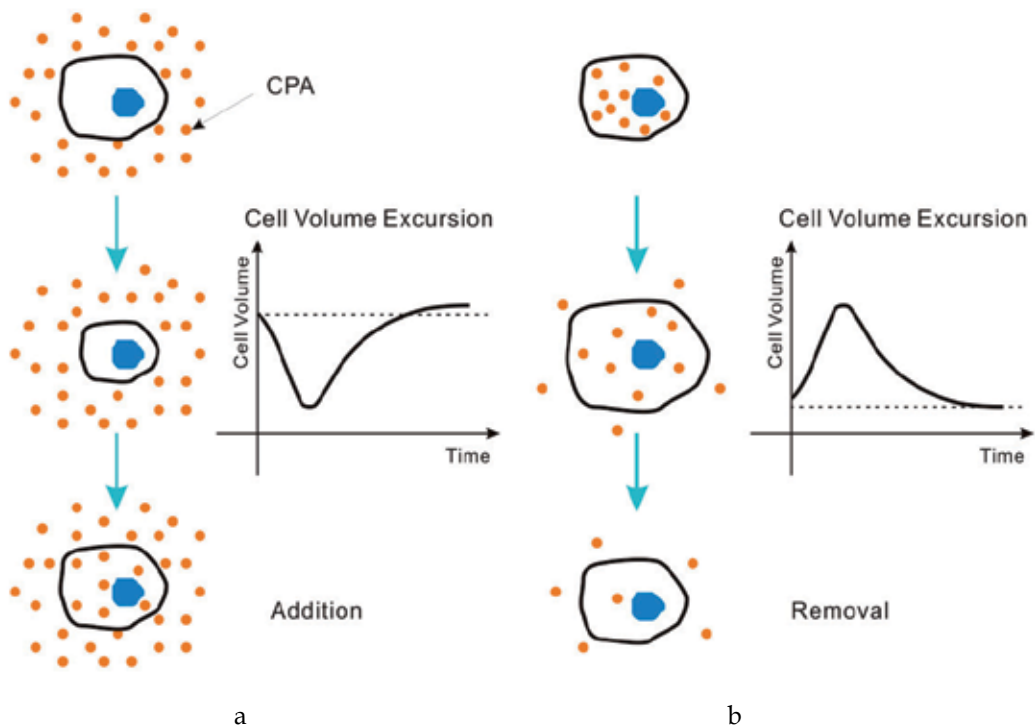 CPA
Cell Volume Excursion
Cell Volume
Time
Addition
Cell Volume Excursion
Cell Volume
Time
Removal
a
b